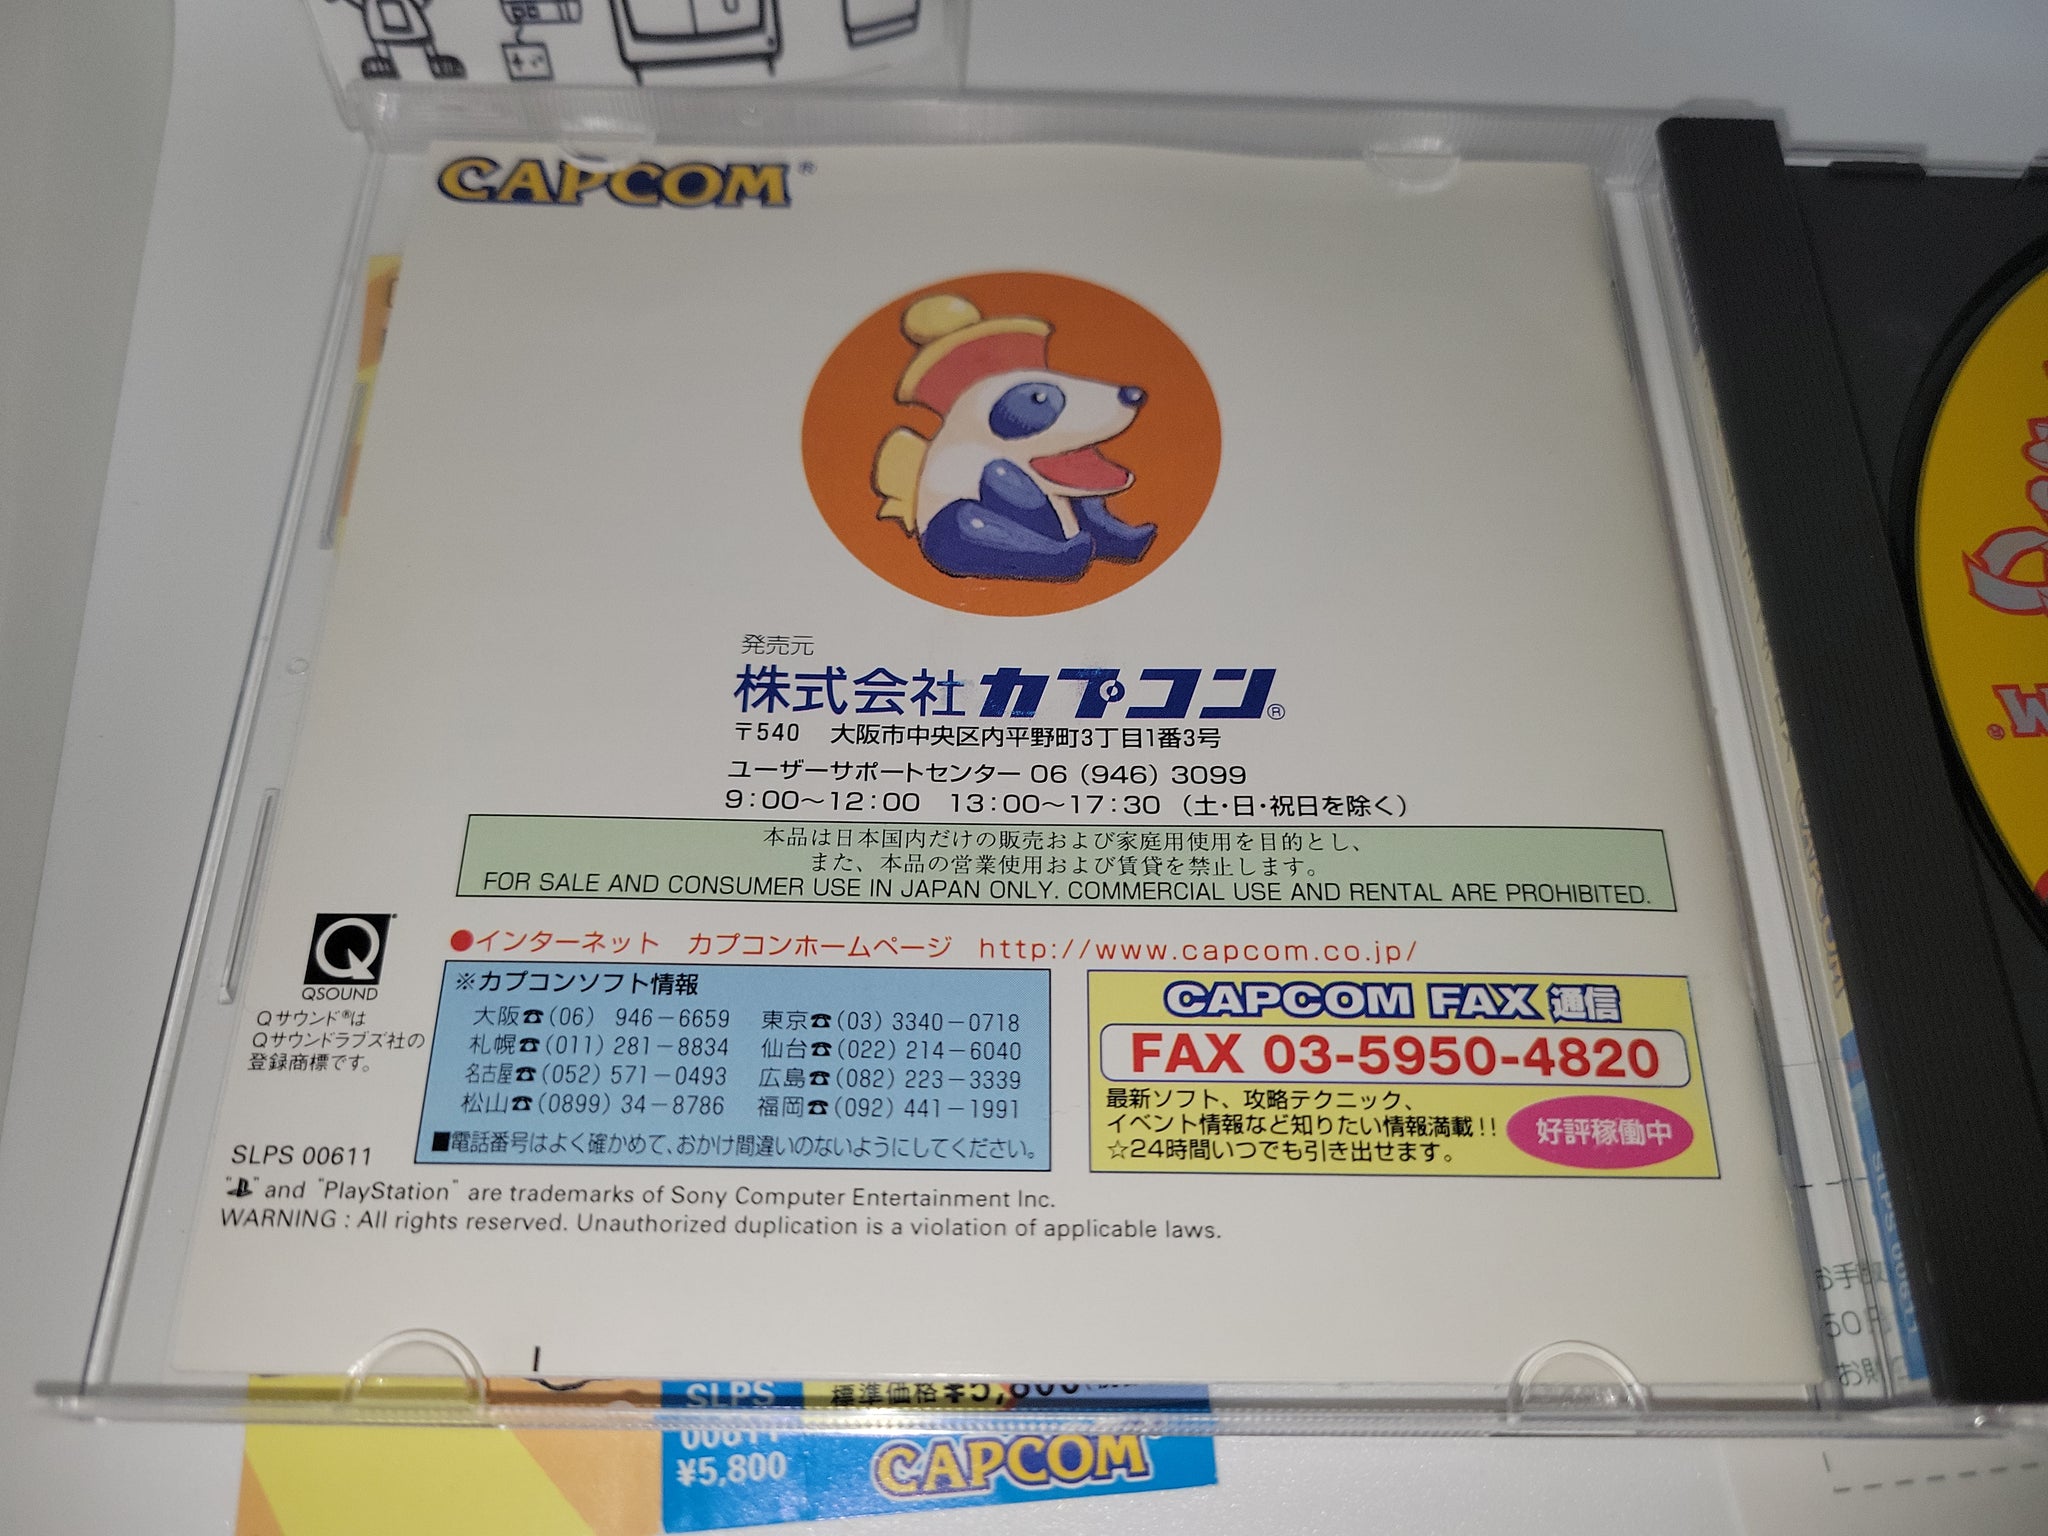 CAPCOM®
発売元
株式会社カプコン®
〒540 大阪市中央区内平野町3丁目1番3号
ユーザーサポートセンター 06 (946) 3099
9:00〜12:00 13:00〜17:30 (土・日・祝日を除く)
本品は日本国内だけの販売および家庭用使用を目的とし、
また、本品の営業使用および賃貸を禁止します。
FOR SALE AND CONSUMER USE IN JAPAN ONLY. COMMERCIAL USE AND RENTAL ARE PROHIBITED.
●インターネット カプコンホームページ http://www.capcom.co.jp/
Q
QSOUND
Qサウンド®は
Qサウンドラブズ社の
登録商標です。
※カプコンソフト情報
大阪☎(06) 946-6659 東京☎(03) 3340-0718
札幌☎(011) 281-8834 仙台☎(022) 214-6040
名古屋☎(052) 571-0493 広島☎(082) 223-3339
松山☎(0899) 34-8786 福岡☎(092) 441-1991
■電話番号はよく確かめて、おかけ間違いのないようにしてください。
CAPCOM FAX 通信
FAX 03-5950-4820
最新ソフト、攻略テクニック、
イベント情報など知りたい情報満載!!
☆24時間いつでも引き出せます。
好評稼働中
SLPS 00611
" " and "PlayStation" are trademarks of Sony Computer Entertainment Inc.
WARNING : All rights reserved. Unauthorized duplication is a violation of applicable laws.
SLPS
00611
¥5,800
標準価格¥5,800
CAPCOM
SLPS 00611